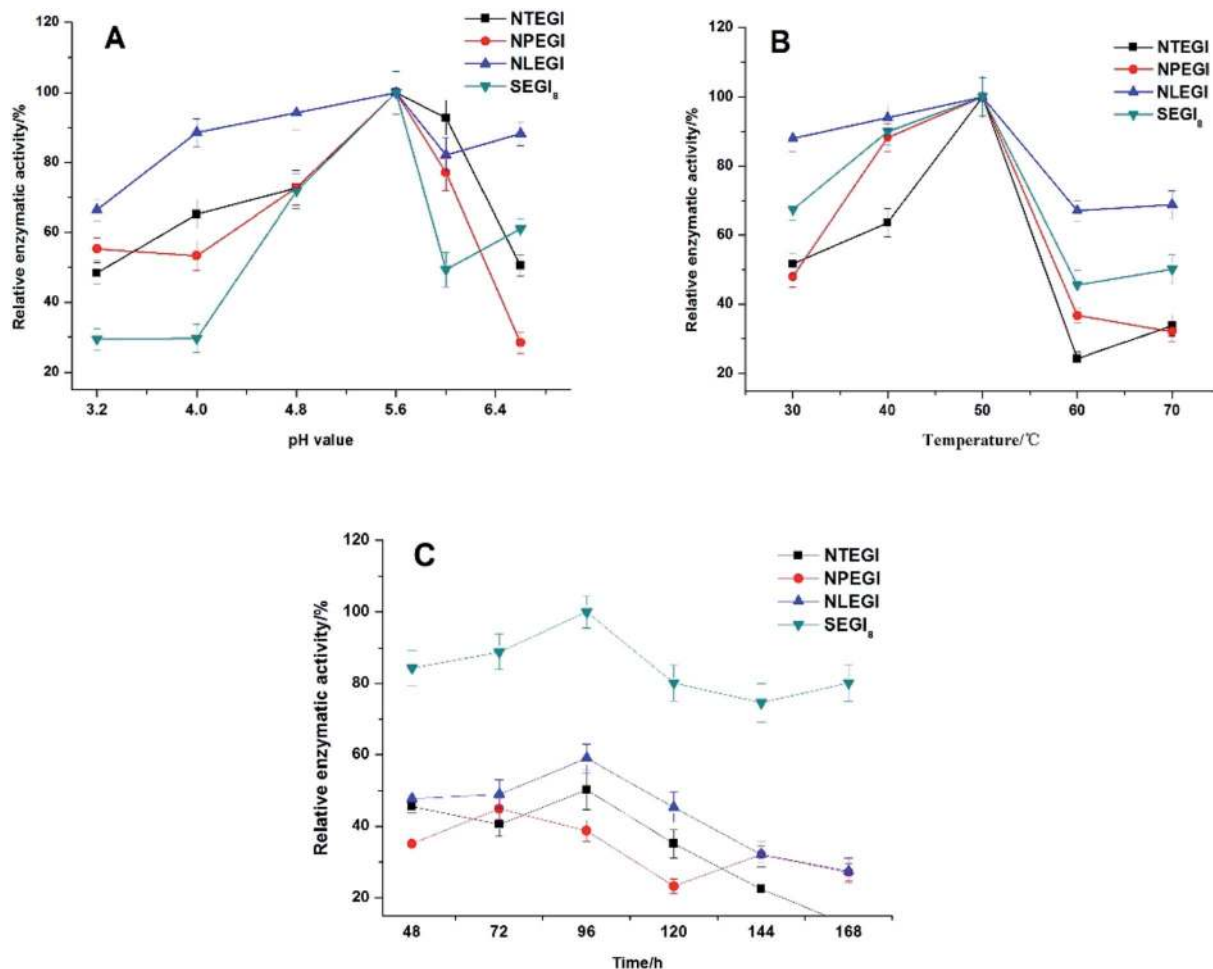 A
NTEGI
NPEGI
NLEGI
SEGI8
Relative enzymatic activity/%
120
100
80
60
40
20
3.2 4.0 4.8 5.6 6.4
pH value
B
NTEGI
NPEGI
NLEGI
SEGI8
Relative enzymatic activity/%
120
100
80
60
40
20
30 40 50 60 70
Temperature/℃
C
NTEGI
NPEGI
NLEGI
SEGI8
Relative enzymatic activity/%
120
100
80
60
40
20
48 72 96 120 144 168
Time/h